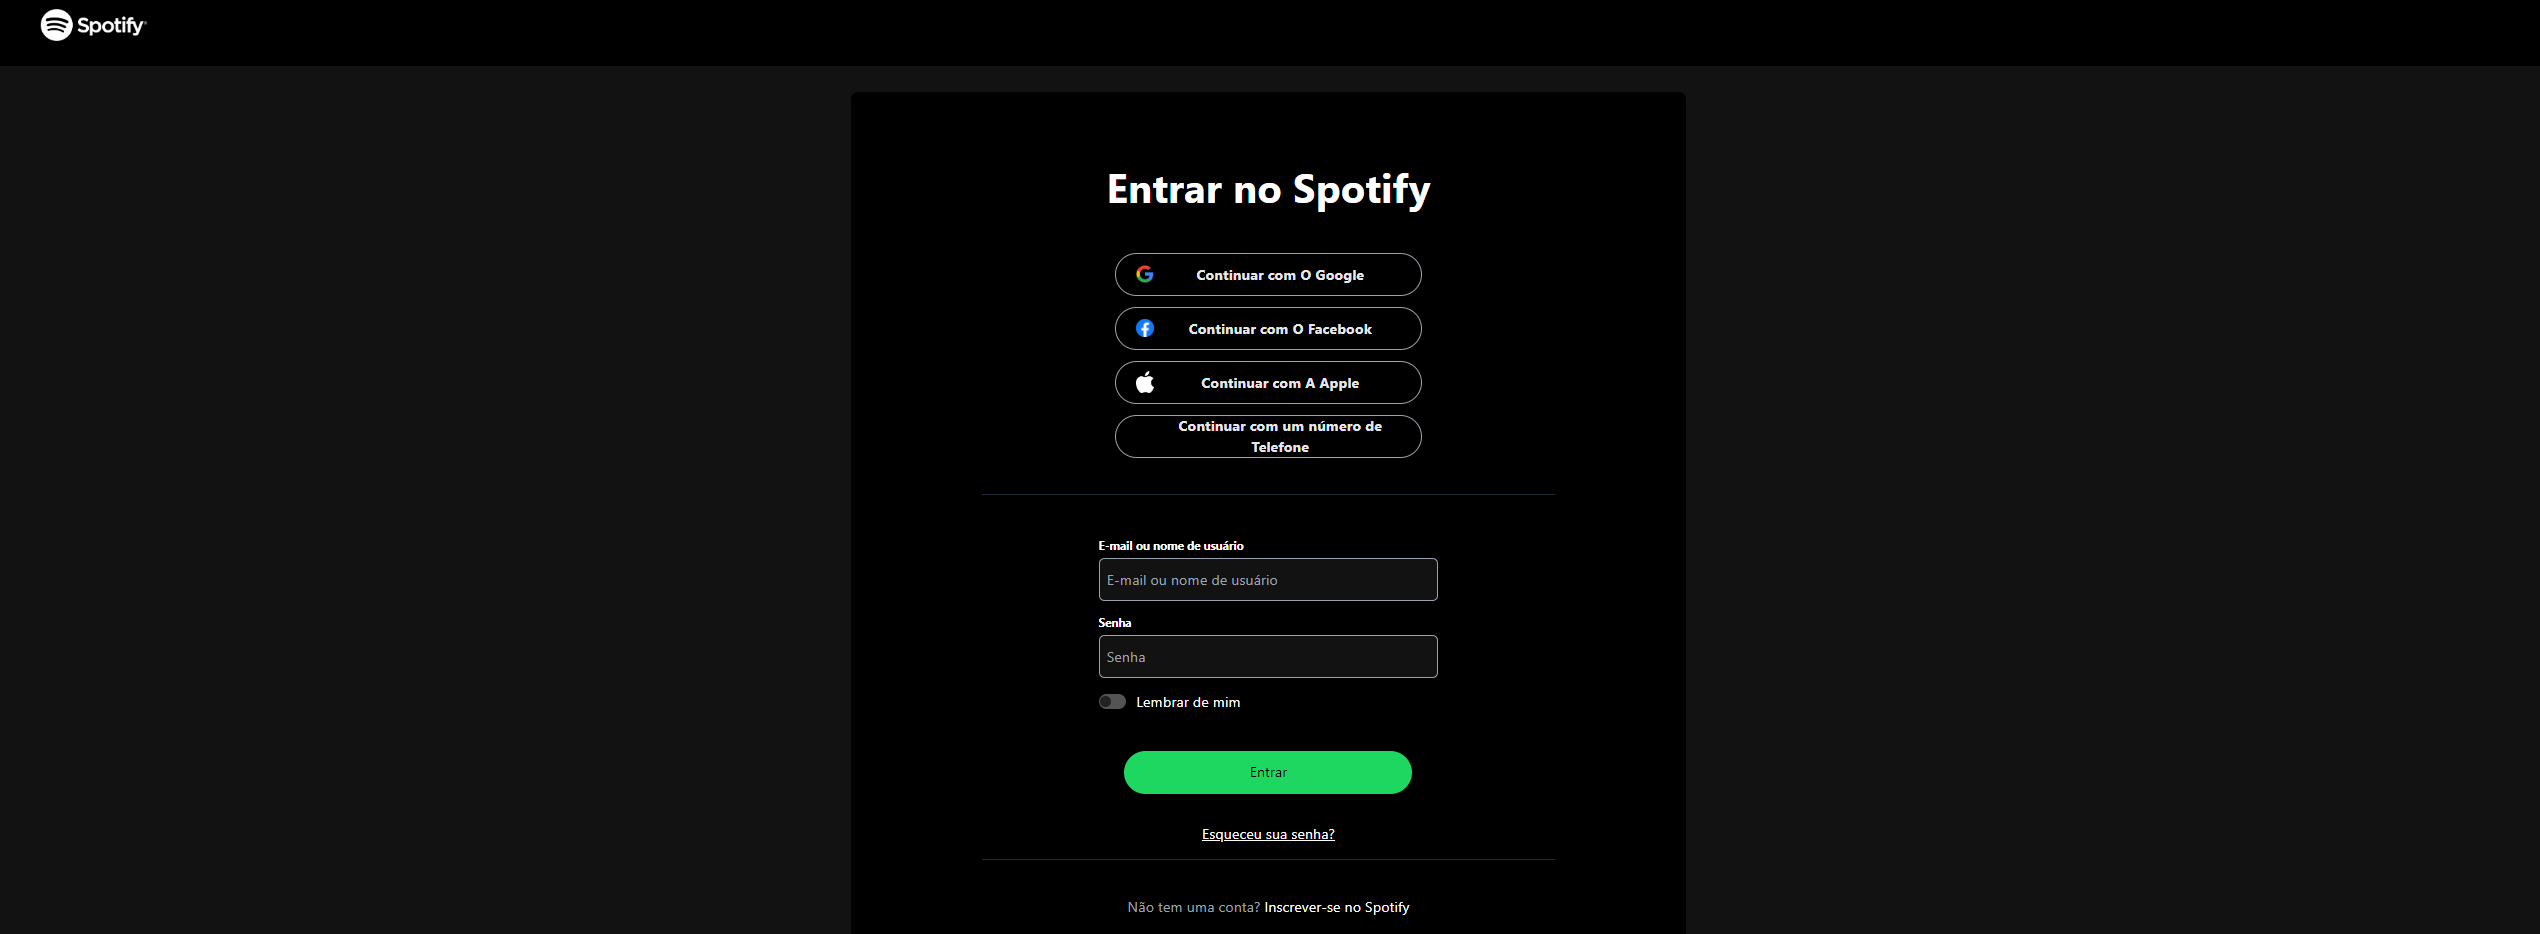 Spotify
Entrar no Spotify
Continuar com O Google
Continuar com O Facebook
Continuar com A Apple
Continuar com um número de
Telefone
E-mail ou nome de usuário
E-mail ou nome de usuário
Senha
Senha
Lembrar de mim
Entrar
Esqueceu sua senha?
Não tem uma conta? Inscrever-se no Spotify